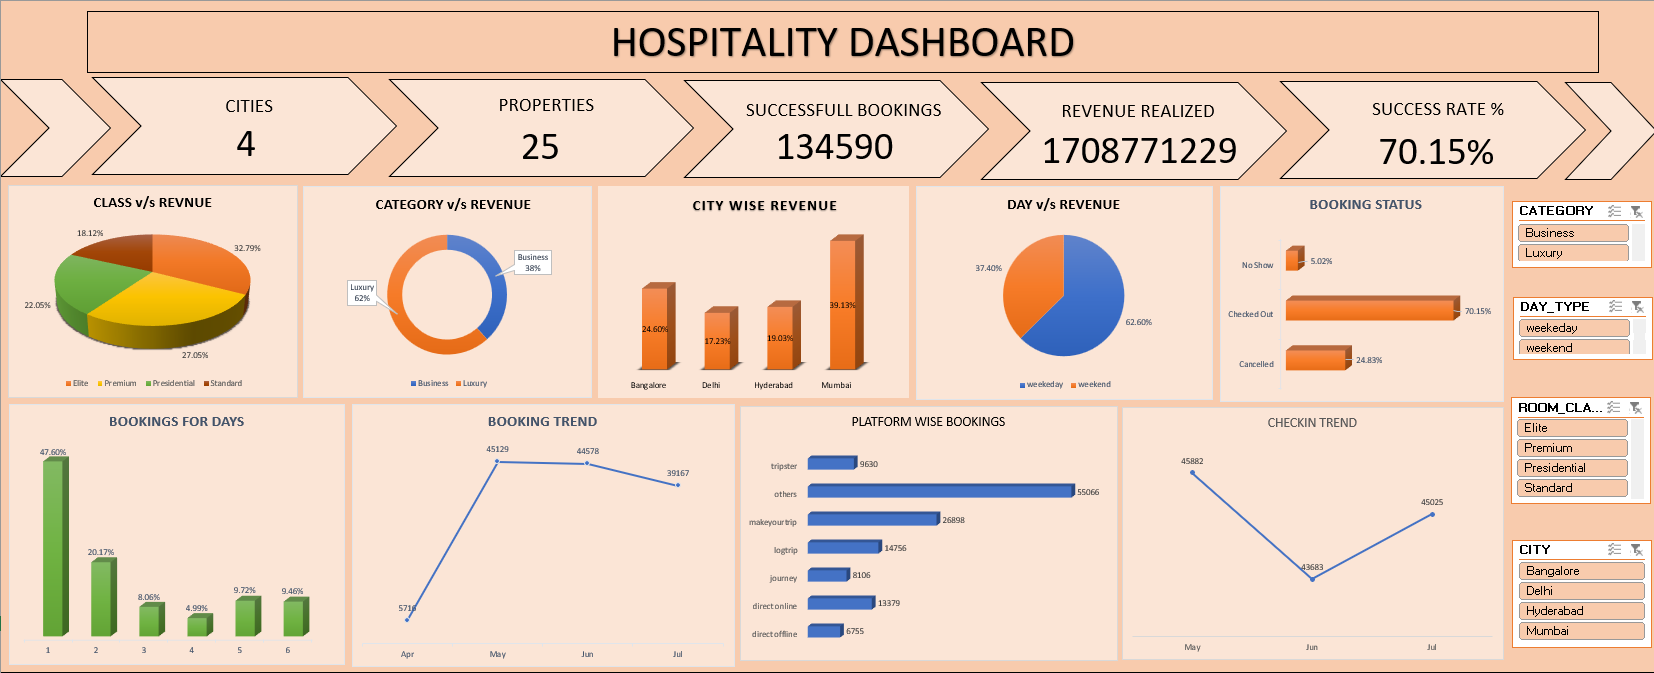 HOSPITALITY DASHBOARD
CITIES
4
PROPERTIES
25
SUCCESSFULL BOOKINGS
134590
REVENUE REALIZED
1708771229
SUCCESS RATE %
70.15%
CLASS v/s REVNUE
18.12%
32.79%
22.05%
27.05%
Elite Premium Presidential Standard
CATEGORY v/s REVENUE
Business
38%
Luxury
62%
Business Luxury
CITY WISE REVENUE
24.60%
17.23%
19.03%
39.13%
Bangalore Delhi Hyderabad Mumbai
DAY v/s REVENUE
37.40%
62.60%
weekeday weekend
BOOKING STATUS
No Show 5.02%
Checked Out 70.15%
Cancelled 24.83%
CATEGORY
Business
Luxury
DAY_TYPE
weekeday
weekend
ROOM_CLA...
Elite
Premium
Presidential
Standard
CITY
Bangalore
Delhi
Hyderabad
Mumbai
BOOKINGS FOR DAYS
47.60%
20.17%
8.06%
4.99%
9.72%
9.46%
1 2 3 4 5 6
BOOKING TREND
5716
45129
44578
39167
Apr May Jun Jul
PLATFORM WISE BOOKINGS
tripster 9630
others 55066
makeyourtrip 26898
logtrip 14756
journey 8106
direct online 13379
direct offline 6755
CHECKIN TREND
45882
43683
45025
May Jun Jul